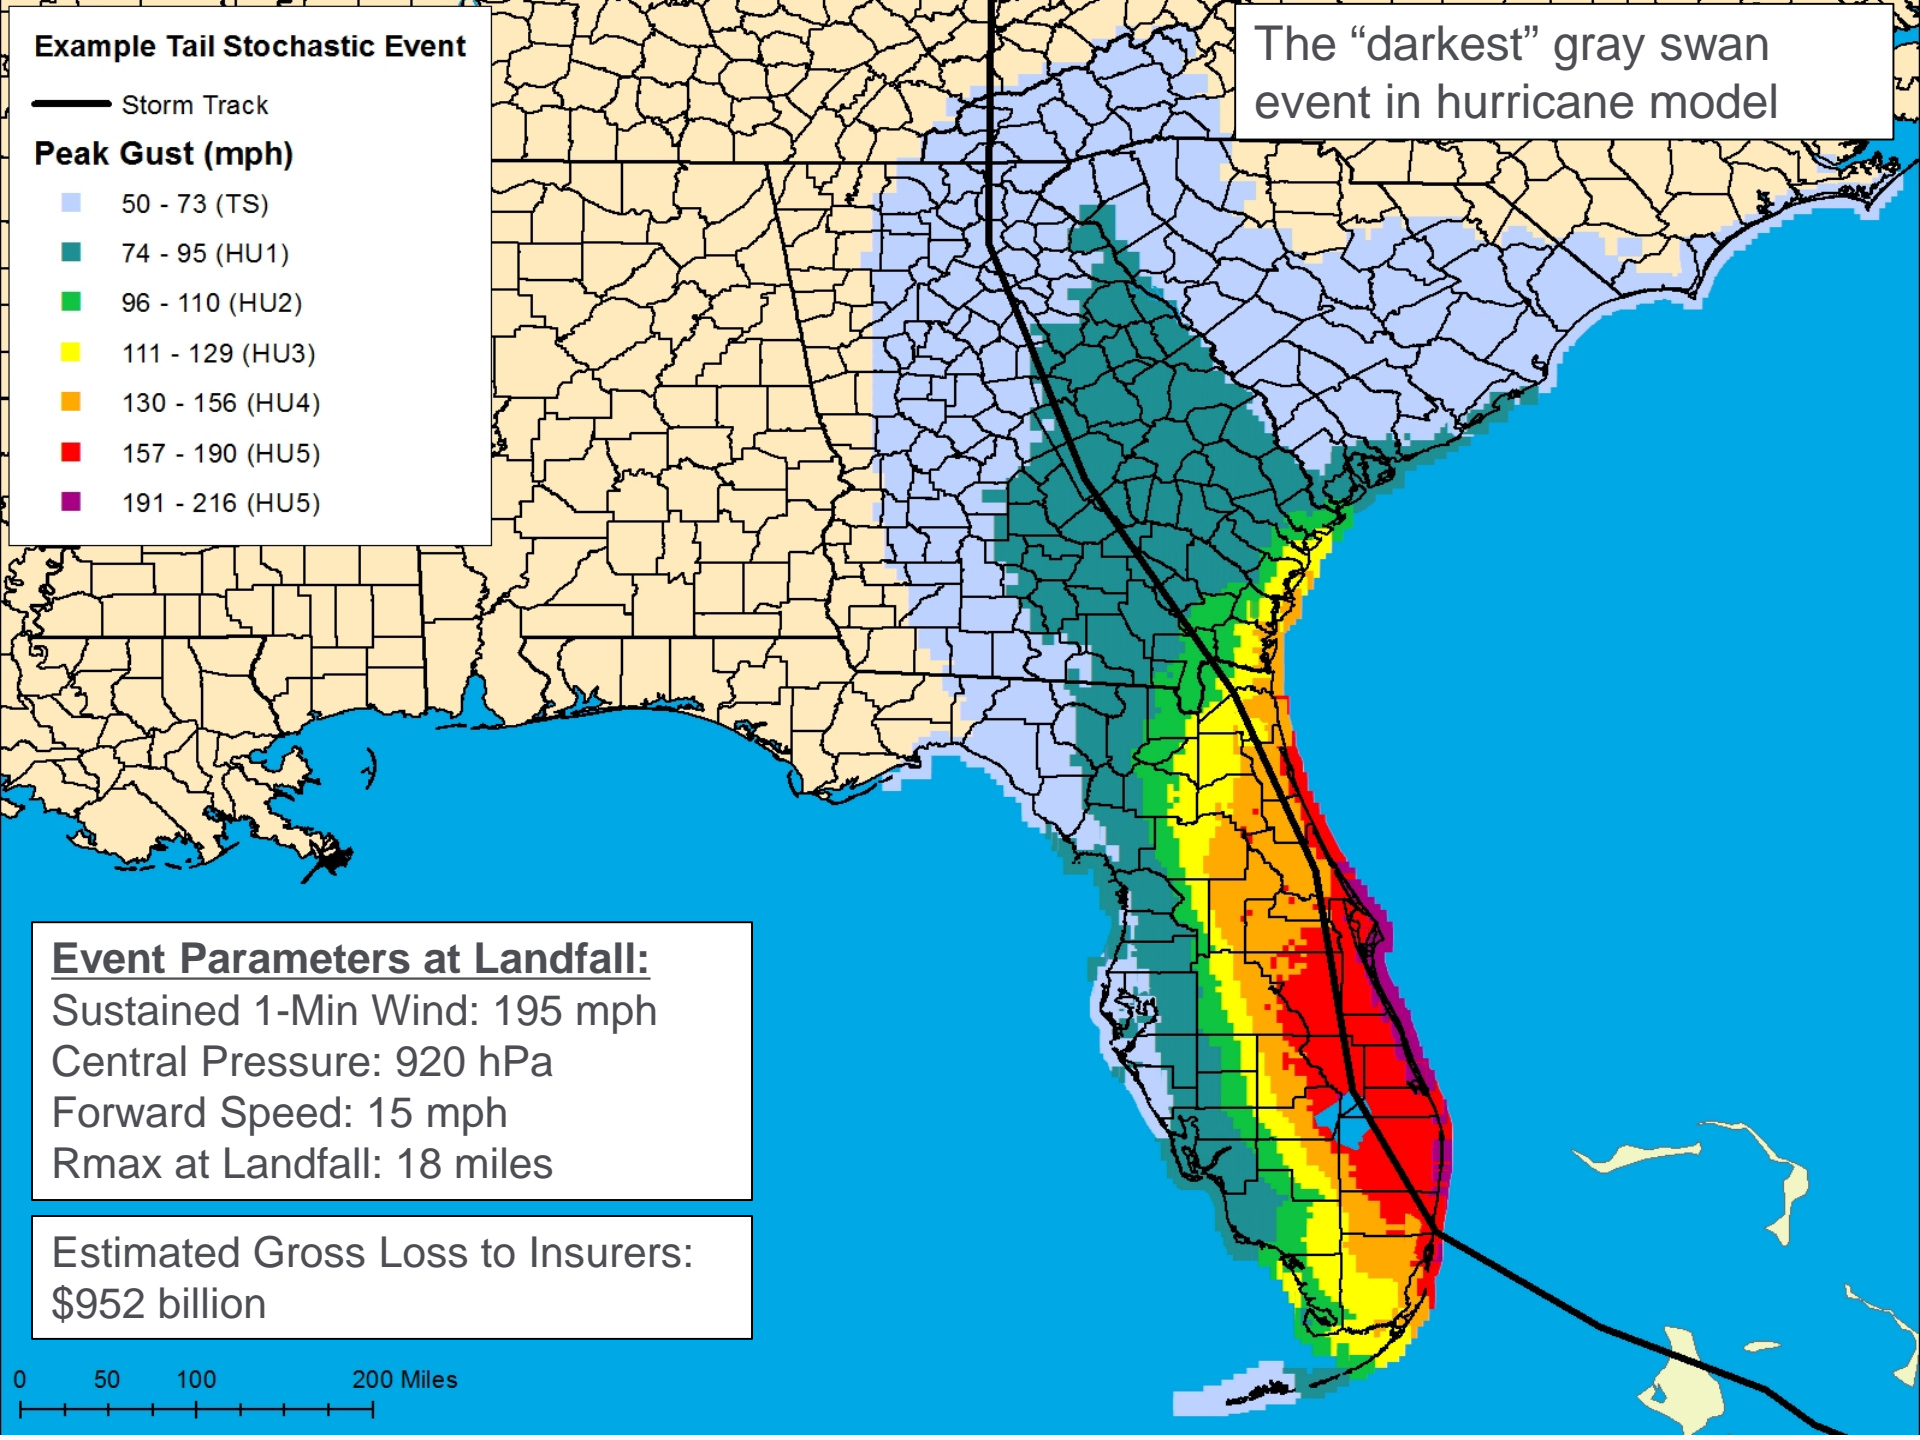 Example Tail Stochastic Event
Storm Track
Peak Gust (mph)
50 - 73 (TS)
74 - 95 (HU1)
96 - 110 (HU2)
111 - 129 (HU3)
130 - 156 (HU4)
157 - 190 (HU5)
191 - 216 (HU5)
The “darkest” gray swan
event in hurricane model
Event Parameters at Landfall:
Sustained 1-Min Wind: 195 mph
Central Pressure: 920 hPa
Forward Speed: 15 mph
Rmax at Landfall: 18 miles
Estimated Gross Loss to Insurers:
$952 billion
0 50 100 200 Miles